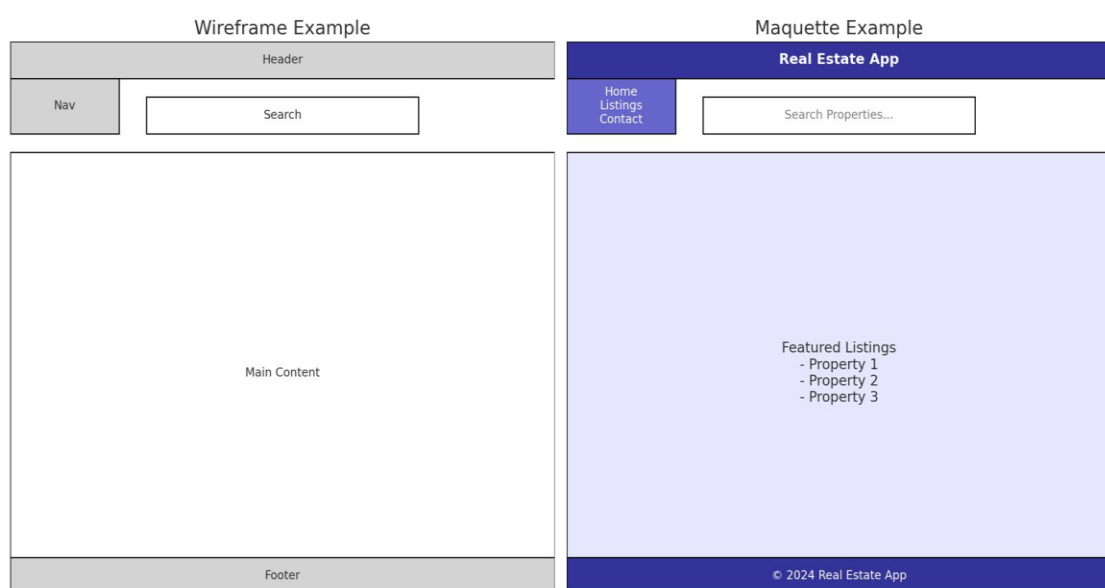 Wireframe Example
Header
Nav
Search
Main Content
Footer
Maquette Example
Real Estate App
Home
Listings
Contact
Search Properties...
Featured Listings
- Property 1
- Property 2
- Property 3
© 2024 Real Estate App